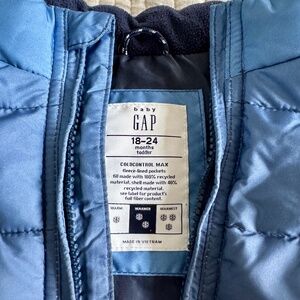 baby
GAP
18-24
months
toddler
COLDCONTROL MAX
fleece-lined pockets
fill made with 100% recycled
material, shell made with 40%
recycled material.
see label for product's
full fiber content.
WARM WARMER WARMEST
MADE IN VIETNAM